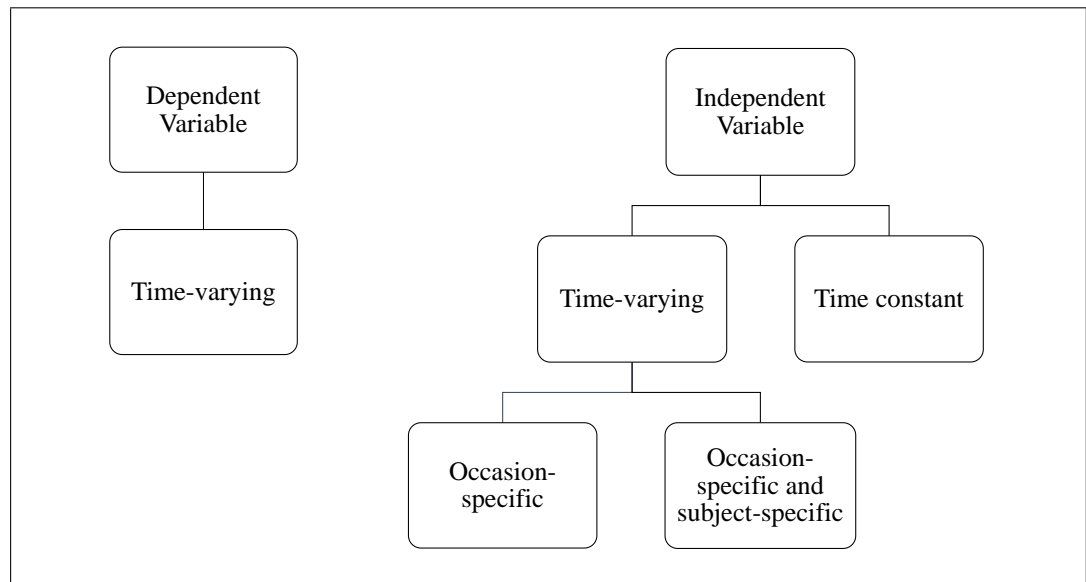 Dependent
Variable
Time-varying
Independent
Variable
Time-varying
Time constant
Occasion-
specific
Occasion-
specific and
subject-specific